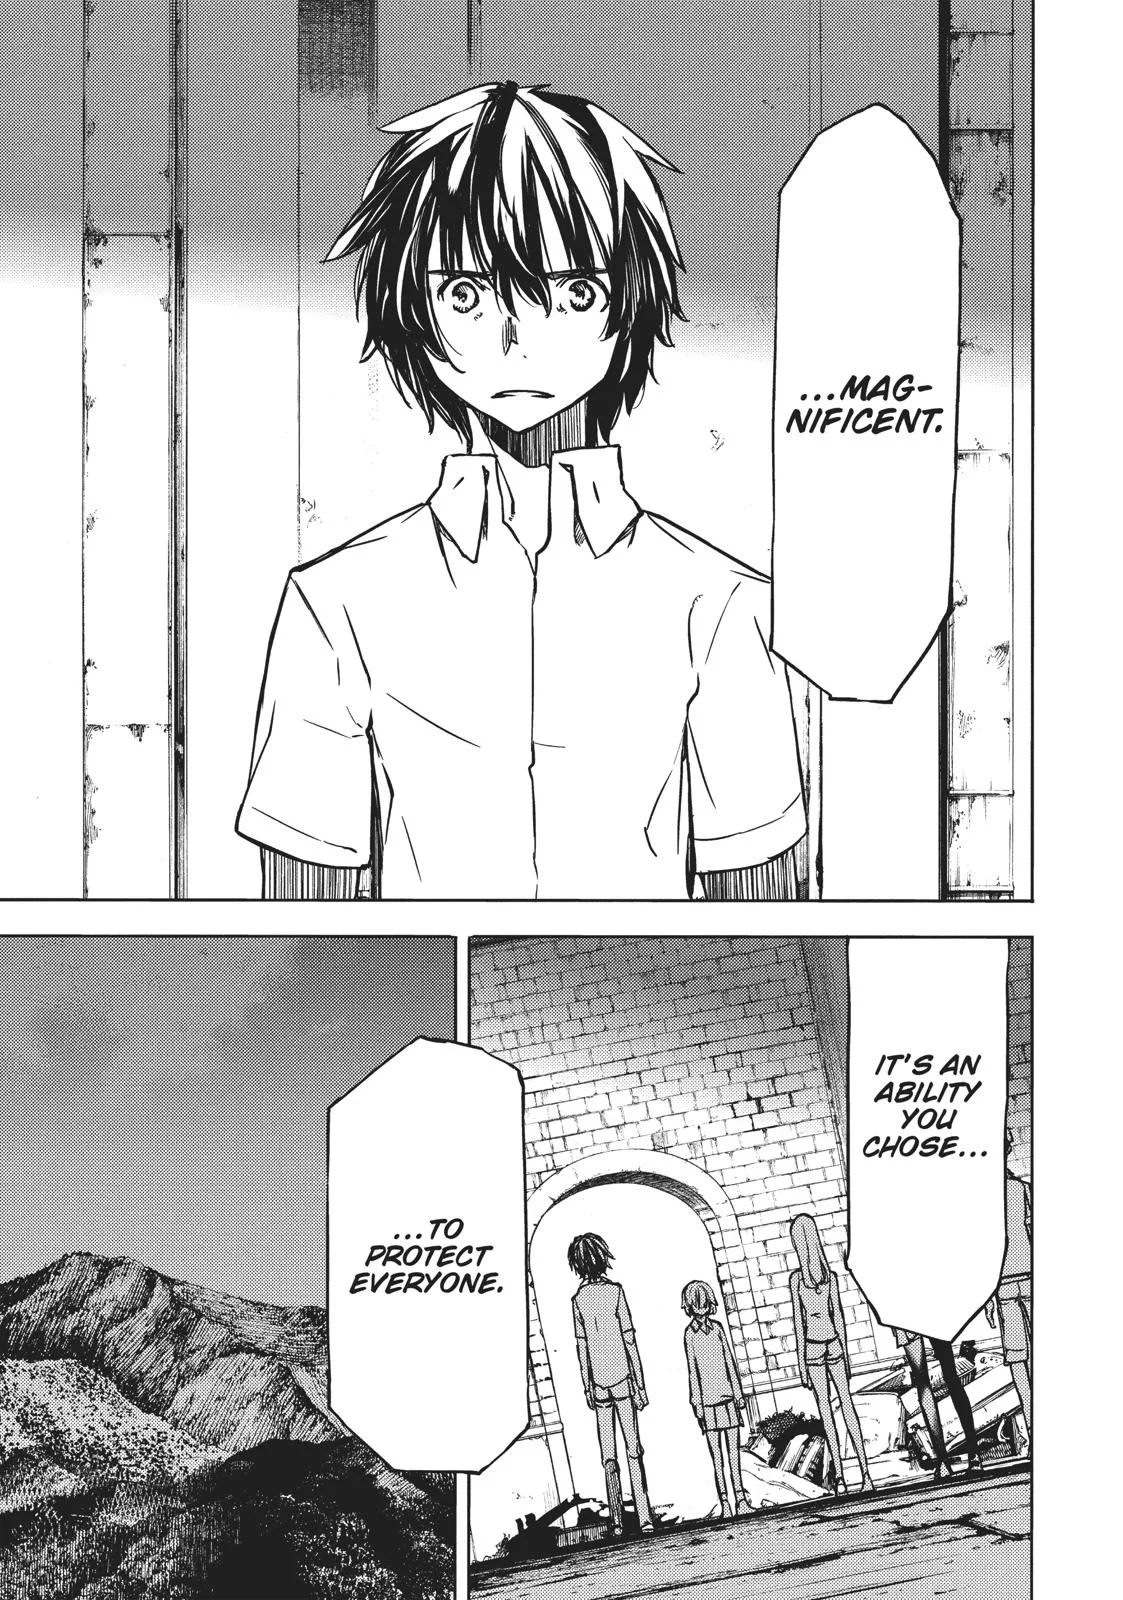 ...MAG-
NIFICENT.
IT'S AN
ABILITY
YOU
CHOSE...
...TO
PROTECT
EVERYONE.